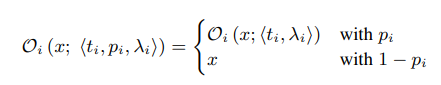 𝒪ᵢ (x; ⟨tᵢ, pᵢ, λᵢ⟩) = { 𝒪ᵢ (x; ⟨tᵢ, λᵢ⟩) with pᵢ
x with 1 − pᵢ